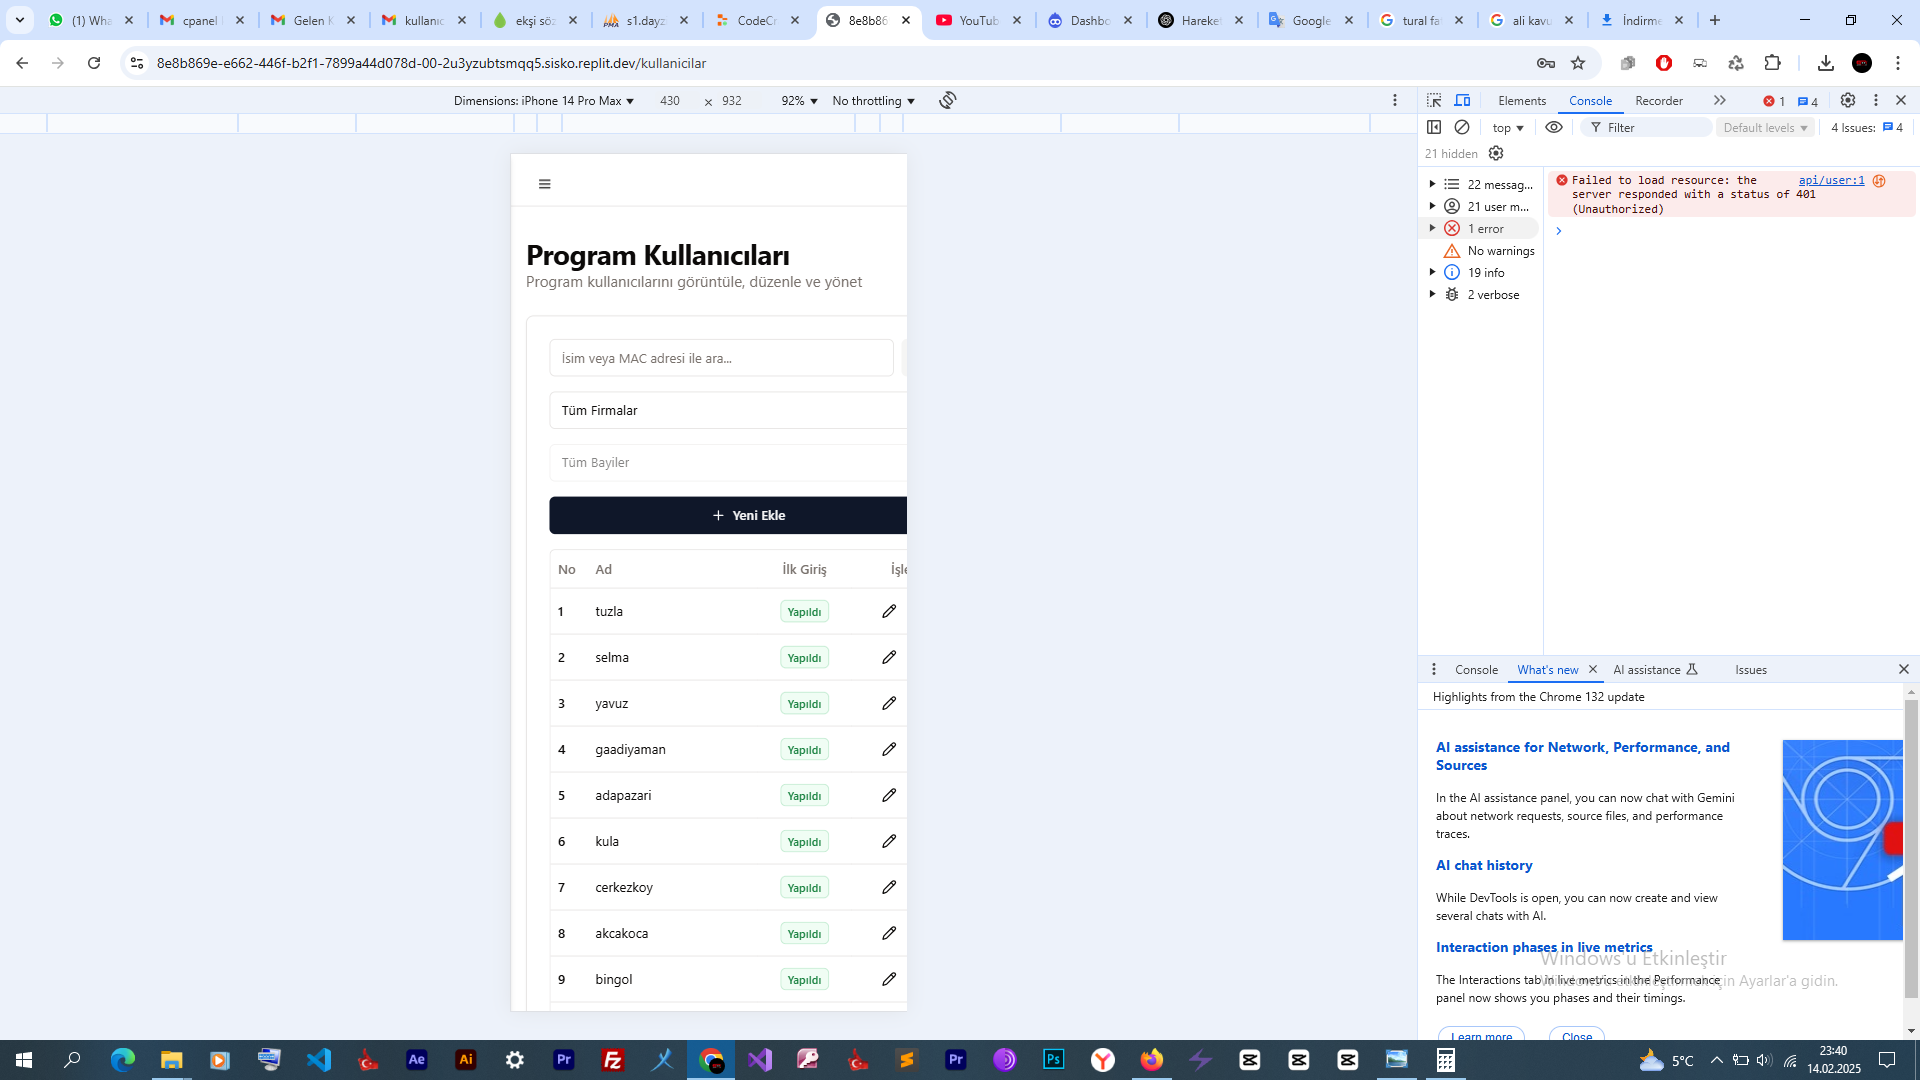 (1) Wha
cpanel
Gelen K
kullanıc
ekşi söz
s1.dayz
CodeCr
8e8b86
YouTub
Dashbo
Hareke
Google
tural fa
ali kavu
İndirme
8e8b869e-e662-446f-b2f1-7899a44d078d-00-2u3yzubtsmqq5.sisko.replit.dev/kullanicilar
Dimensions: iPhone 14 Pro Max
430
×
932
92%
No throttling
Elements
Console
Recorder
1
4
top
Filter
Default levels
4 Issues:
4
21 hidden
22 messag...
21 user m...
1 error
No warnings
19 info
2 verbose
Failed to load resource: the
api/user:1
server responded with a status of 401
(Unauthorized)
Program Kullanıcıları
Program kullanıcılarını görüntüle, düzenle ve yönet
İsim veya MAC adresi ile ara...
Tüm Firmalar
Tüm Bayiler
+ Yeni Ekle
No Ad İlk Giriş İşle
1 tuzla Yapıldı
2 selma Yapıldı
3 yavuz Yapıldı
4 gaadiyaman Yapıldı
5 adapazari Yapıldı
6 kula Yapıldı
7 cerkezkoy Yapıldı
8 akcakoca Yapıldı
9 bingol Yapıldı
Console
What's new
AI assistance
Issues
Highlights from the Chrome 132 update
AI assistance for Network, Performance, and
Sources
In the AI assistance panel, you can now chat with Gemini
about network requests, source files, and performance
traces.
AI chat history
While DevTools is open, you can now create and view
several chats with AI.
Interaction phases in live metrics
The Interactions tab in live metrics in the Performance
panel now shows you phases and their timings.
Learn more
Close
Windows'u Etkinleştir
Windows'u etkinleştirmek için Ayarlar'a gidin.
Ae
Ai
Pr
Fz
Pr
Ps
Y
5°C
23:40
14.02.2025